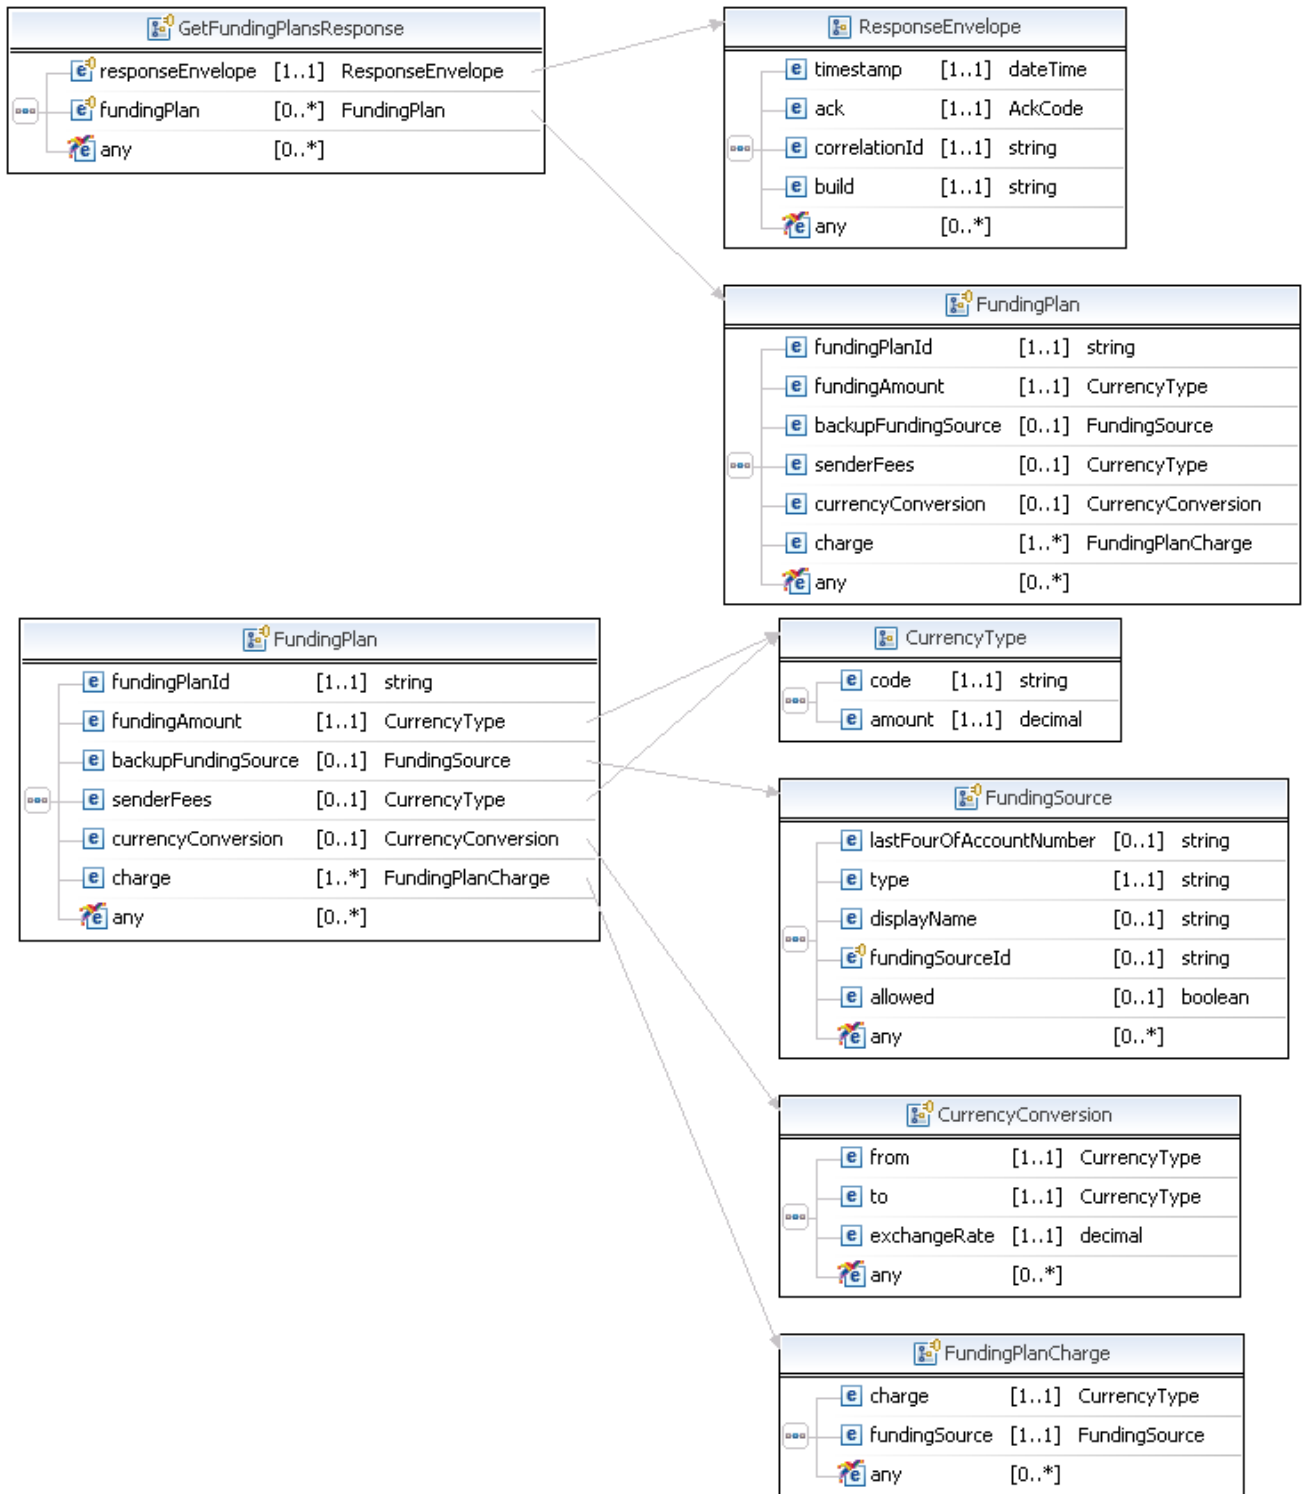 GetFundingPlansResponse
responseEnvelope [1..1] ResponseEnvelope
fundingPlan [0..*] FundingPlan
any [0..*]
ResponseEnvelope
timestamp [1..1] dateTime
ack [1..1] AckCode
correlationId [1..1] string
build [1..1] string
any [0..*]
FundingPlan
fundingPlanId [1..1] string
fundingAmount [1..1] CurrencyType
backupFundingSource [0..1] FundingSource
senderFees [0..1] CurrencyType
currencyConversion [0..1] CurrencyConversion
charge [1..*] FundingPlanCharge
any [0..*]
FundingPlan
fundingPlanId [1..1] string
fundingAmount [1..1] CurrencyType
backupFundingSource [0..1] FundingSource
senderFees [0..1] CurrencyType
currencyConversion [0..1] CurrencyConversion
charge [1..*] FundingPlanCharge
any [0..*]
CurrencyType
code [1..1] string
amount [1..1] decimal
FundingSource
lastFourOfAccountNumber [0..1] string
type [1..1] string
displayName [0..1] string
fundingSourceId [0..1] string
allowed [0..1] boolean
any [0..*]
CurrencyConversion
from [1..1] CurrencyType
to [1..1] CurrencyType
exchangeRate [1..1] decimal
any [0..*]
FundingPlanCharge
charge [1..1] CurrencyType
fundingSource [1..1] FundingSource
any [0..*]